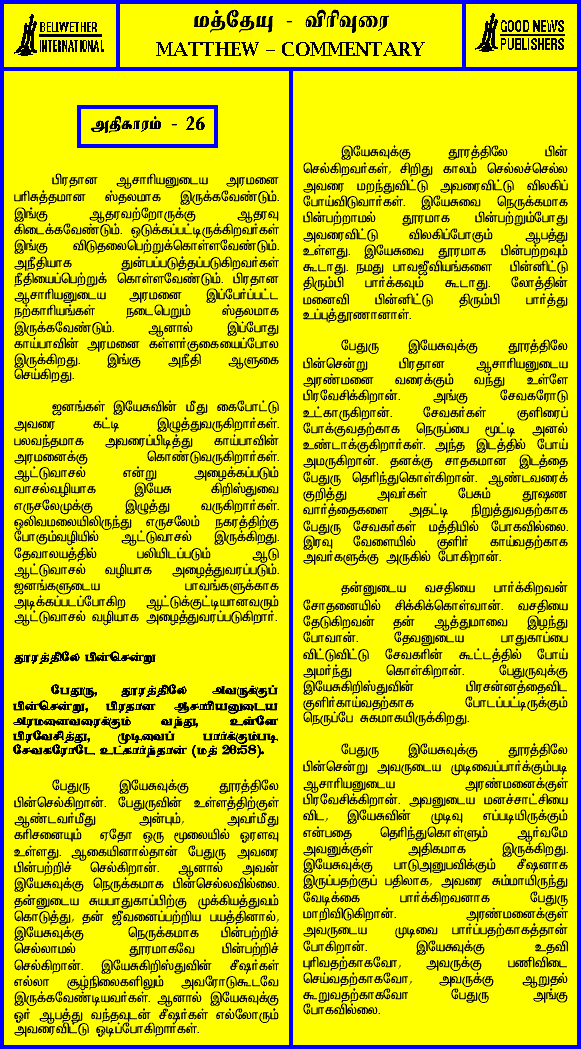 BELLWETHER
INTERNATIONAL
மத்தேயு - விரிவுரை
MATTHEW – COMMENTARY
GOOD NEWS
PUBLISHERS
அதிகாரம் - 26
பிரதான ஆசாரியனுடைய அரமனை
பரிசுத்தமான ஸ்தலமாக இருக்கவேண்டும்.
இங்கு ஆதரவற்றோருக்கு ஆதரவு
கிடைக்கவேண்டும். ஒடுக்கப்பட்டிருக்கிறவர்கள்
இங்கு விடுதலைபெற்றுக்கொள்ளவேண்டும்.
அநீதியாக துன்பப்படுத்தப்படுகிறவர்கள்
நீதியைப்பெற்றுக் கொள்ளவேண்டும். பிரதான
ஆசாரியனுடைய அரமனை இப்பேர்ப்பட்ட
நற்காரியங்கள் நடைபெறும் ஸ்தலமாக
இருக்கவேண்டும். ஆனால் இப்போது
காய்பாவின் அரமனை கள்ளர்குகையைப்போல
இருக்கிறது. இங்கு அநீதி ஆளுகை
செய்கிறது.
ஜனங்கள் இயேசுவின் மீது கைபோட்டு
அவரை கட்டி இழுத்துவருகிறார்கள்.
பலவந்தமாக அவரைப்பிடித்து காய்பாவின்
அரமனைக்கு கொண்டுவருகிறார்கள்.
ஆட்டுவாசல் என்று அழைக்கப்படும்
வாசல்வழியாக இயேசு கிறிஸ்துவை
எருசலேமுக்கு இழுத்து வருகிறார்கள்.
ஒலிவமலையிலிருந்து எருசலேம் நகரத்திற்கு
போகும்வழியில் ஆட்டுவாசல் இருக்கிறது.
தேவாலயத்தில் பலியிடப்படும் ஆடு
ஆட்டுவாசல் வழியாக அழைத்துவரப்படும்.
ஜனங்களுடைய பாவங்களுக்காக
அடிக்கப்படப்போகிற ஆட்டுக்குட்டியானவரும்
ஆட்டுவாசல் வழியாக அழைத்துவரப்படுகிறார்.
தூரத்திலே பின்சென்று
பேதுரு, தூரத்திலே அவருக்குப்
பின்சென்று, பிரதான ஆசாரியனுடைய
அரமனைவரைக்கும் வந்து, உள்ளே
பிரவேசித்து, முடிவைப் பார்க்கும்படி
சேவகரோடே உட்கார்ந்தான் (மத் 26:58).
பேதுரு இயேசுவுக்கு தூரத்திலே
பின்செல்கிறான். பேதுருவின் உள்ளத்திற்குள்
ஆண்டவர்மீது அன்பும், அவர்மீது
கரிசனையும் ஏதோ ஒரு மூலையில் ஓரளவு
உள்ளது. ஆகையினால்தான் பேதுரு அவரை
பின்பற்றிச் செல்கிறான். ஆனால் அவன்
இயேசுவுக்கு நெருக்கமாக பின்செல்லவில்லை.
தன்னுடைய சுயபாதுகாப்பிற்கு முக்கியத்துவம்
கொடுத்து, தன் ஜீவனைப்பற்றிய பயத்தினால்,
இயேசுவுக்கு நெருக்கமாக பின்பற்றிச்
செல்லாமல் தூரமாகவே பின்பற்றிச்
செல்கிறான். இயேசுகிறிஸ்துவின் சீஷர்கள்
எல்லா சூழ்நிலைகளிலும் அவரோடுகூடவே
இருக்கவேண்டியவர்கள். ஆனால் இயேசுவுக்கு
ஓர் ஆபத்து வந்தவுடன் சீஷர்கள் எல்லோரும்
அவரைவிட்டு ஓடிப்போகிறார்கள்.
இயேசுவுக்கு தூரத்திலே பின்
செல்கிறவர்கள், சிறிது காலம் செல்லச்செல்ல
அவரை மறந்துவிட்டு அவரைவிட்டு விலகிப்
போய்விடுவார்கள். இயேசுவை நெருக்கமாக
பின்பற்றாமல் தூரமாக பின்பற்றும்போது
அவரைவிட்டு விலகிப்போகும் ஆபத்து
உள்ளது. இயேசுவை தூரமாக பின்பற்றவும்
கூடாது. நமது பாவஜீவியங்களை பின்னிட்டு
திரும்பி பார்க்கவும் கூடாது. லோத்தின்
மனைவி பின்னிட்டு திரும்பி பார்த்து
உப்புத்தூணானாள்.
பேதுரு இயேசுவுக்கு தூரத்திலே
பின்சென்று பிரதான ஆசாரியனுடைய
அரண்மனை வரைக்கும் வந்து உள்ளே
பிரவேசிக்கிறான். அங்கு சேவகரோடு
உட்காருகிறான். சேவகர்கள் குளிரைப்
போக்குவதற்காக நெருப்பை மூட்டி அனல்
உண்டாக்குகிறார்கள். அந்த இடத்தில் போய்
அமருகிறான். தனக்கு சாதகமான இடத்தை
பேதுரு தெரிந்துகொள்கிறான். ஆண்டவரைக்
குறித்து அவர்கள் பேசும் தூஷண
வார்த்தைகளை அதட்டி நிறுத்துவதற்காக
பேதுரு சேவகர்கள் மத்தியில் போகவில்லை.
இரவு வேளையில் குளிர் காய்வதற்காக
அவர்களுக்கு அருகில் போகிறான்.
தன்னுடைய வசதியை பார்க்கிறவன்
சோதனையில் சிக்கிக்கொள்வான். வசதியை
தேடுகிறவன் தன் ஆத்துமாவை இழந்து
போவான். தேவனுடைய பாதுகாப்பை
விட்டுவிட்டு சேவகரின் கூட்டத்தில் போய்
அமர்ந்து கொள்கிறான். பேதுருவுக்கு
இயேசுகிறிஸ்துவின் பிரசன்னத்தைவிட
குளிர்காய்வதற்காக போடப்பட்டிருக்கும்
நெருப்பே சுகமாகயிருக்கிறது.
பேதுரு இயேசுவுக்கு தூரத்திலே
பின்சென்று அவருடைய முடிவைப்பார்க்கும்படி
ஆசாரியனுடைய அரண்மனைக்குள்
பிரவேசிக்கிறான். அவனுடைய மனச்சாட்சியை
விட, இயேசுவின் முடிவு எப்படியிருக்கும்
என்பதை தெரிந்துகொள்ளும் ஆர்வமே
அவனுக்குள் அதிகமாக இருக்கிறது.
இயேசுவுக்கு பாடுஅனுபவிக்கும் சீஷனாக
இருப்பதற்குப் பதிலாக, அவரை சும்மாயிருந்து
வேடிக்கை பார்க்கிறவனாக பேதுரு
மாறிவிடுகிறான். அரண்மனைக்குள்
அவருடைய முடிவை பார்ப்பதற்காகத்தான்
போகிறான். இயேசுவுக்கு உதவி
புரிவதற்காகவோ, அவருக்கு பணிவிடை
செய்வதற்காகவோ, அவருக்கு ஆறுதல்
கூறுவதற்காகவோ பேதுரு அங்கு
போகவில்லை.